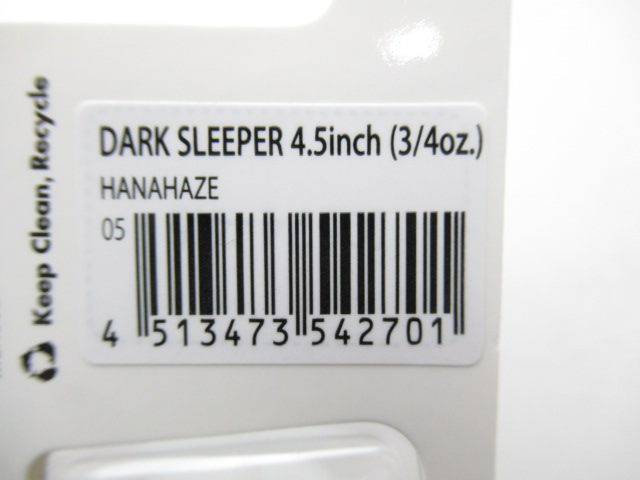 DARK SLEEPER 4.5inch (3/4oz.)
HANAHAZE
05
4 513473 542701
Keep Clean, Recycle